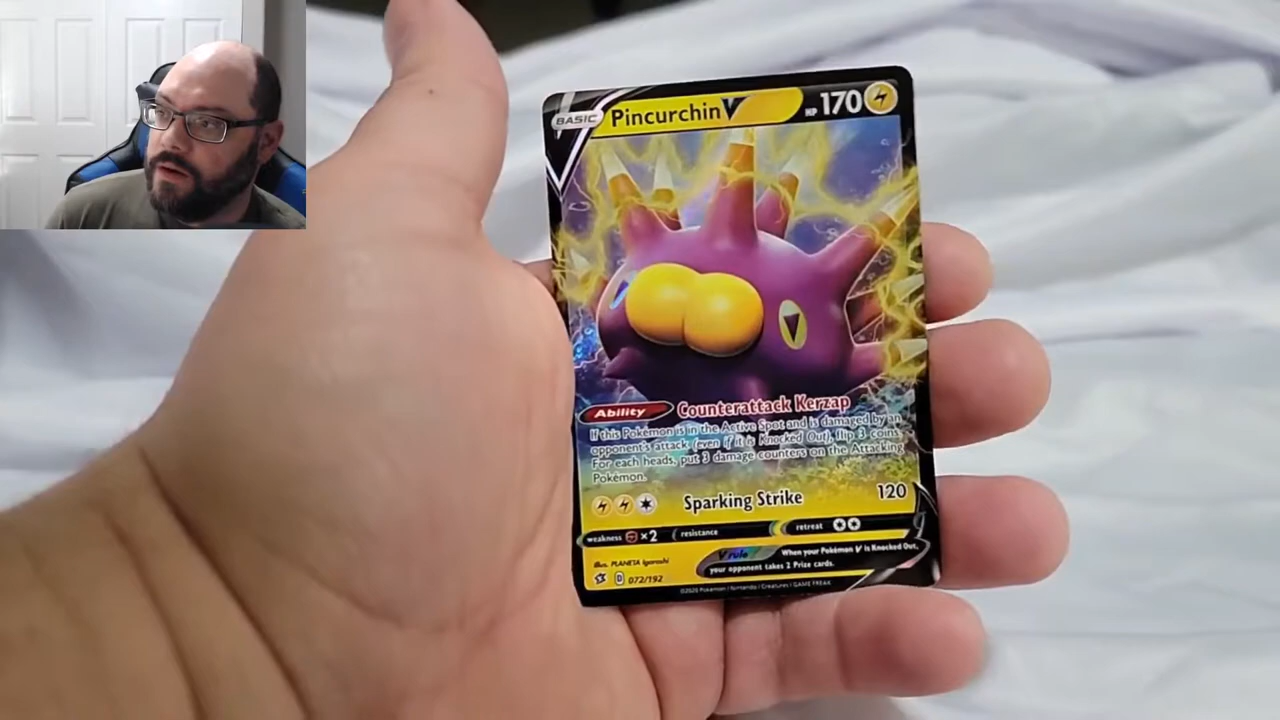 BASIC PincurchinV HP 170
Ability Counterattack Kerzap
If this Pokémon is in the Active Spot and is damaged by an
opponent's attack (even if it is Knocked Out), flip 3 coins.
For each heads, put 3 damage counters on the Attacking
Pokémon.
Sparking Strike 120
weakness ×2 resistance retreat
V rule When your Pokémon V is Knocked Out,
your opponent takes 2 Prize cards.
Illus. PLANETA Igarashi
D 072/192
©2020 Pokémon / Nintendo / Creatures / GAME FREAK